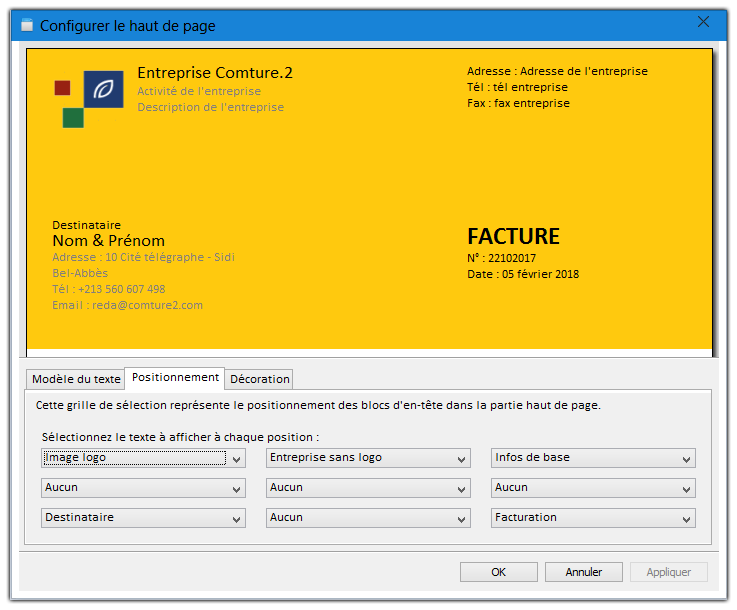 Configurer le haut de page
Entreprise Comture.2
Activité de l'entreprise
Description de l'entreprise
Adresse : Adresse de l'entreprise
Tél : tél entreprise
Fax : fax entreprise
Destinataire
Nom & Prénom
Adresse : 10 Cité télégraphe - Sidi
Bel-Abbès
Tél : +213 560 607 498
Email : reda@comture2.com
FACTURE
N° : 22102017
Date : 05 février 2018
Modèle du texte Positionnement Décoration
Cette grille de sélection représente le positionnement des blocs d'en-tête dans la partie haut de page.
Sélectionnez le texte à afficher à chaque position :
Image logo Entreprise sans logo Infos de base
Aucun Aucun Aucun
Destinataire Aucun Facturation
OK Annuler Appliquer